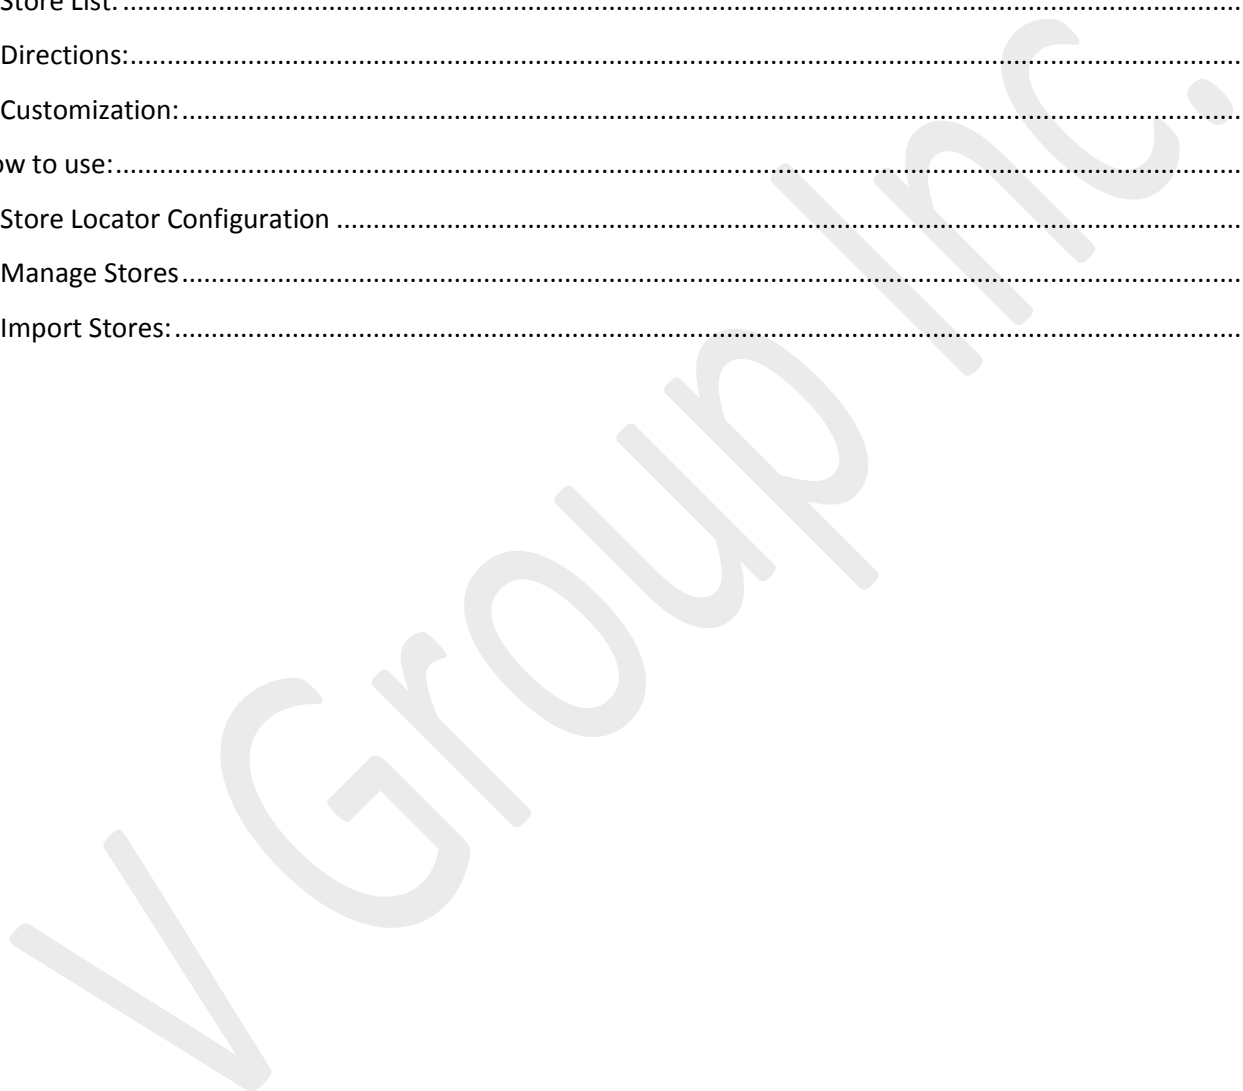 Store List:
Directions:
Customization:
ow to use:
Store Locator Configuration
Manage Stores
Import Stores:
V Group Inc.